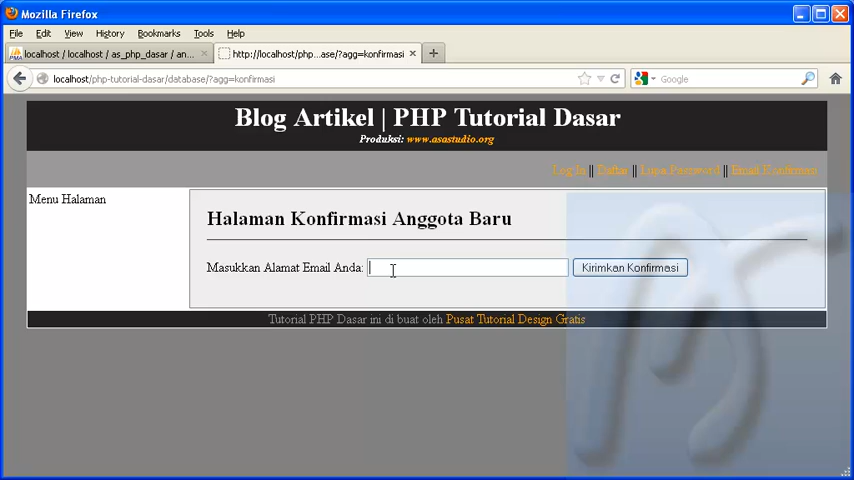 Mozilla Firefox
File Edit View History Bookmarks Tools Help
localhost / localhost / as_php_dasar / an...
http://localhost/php...ase/?agg=konfirmasi
localhost/php-tutorial-dasar/database/?agg=konfirmasi
Google
Blog Artikel | PHP Tutorial Dasar
Produksi: www.asastudio.org
Log In || Daftar || Lupa Password || Email Konfirmasi
Menu Halaman
Halaman Konfirmasi Anggota Baru
Masukkan Alamat Email Anda: Kirimkan Konfirmasi
Tutorial PHP Dasar ini di buat oleh Pusat Tutorial Design Gratis